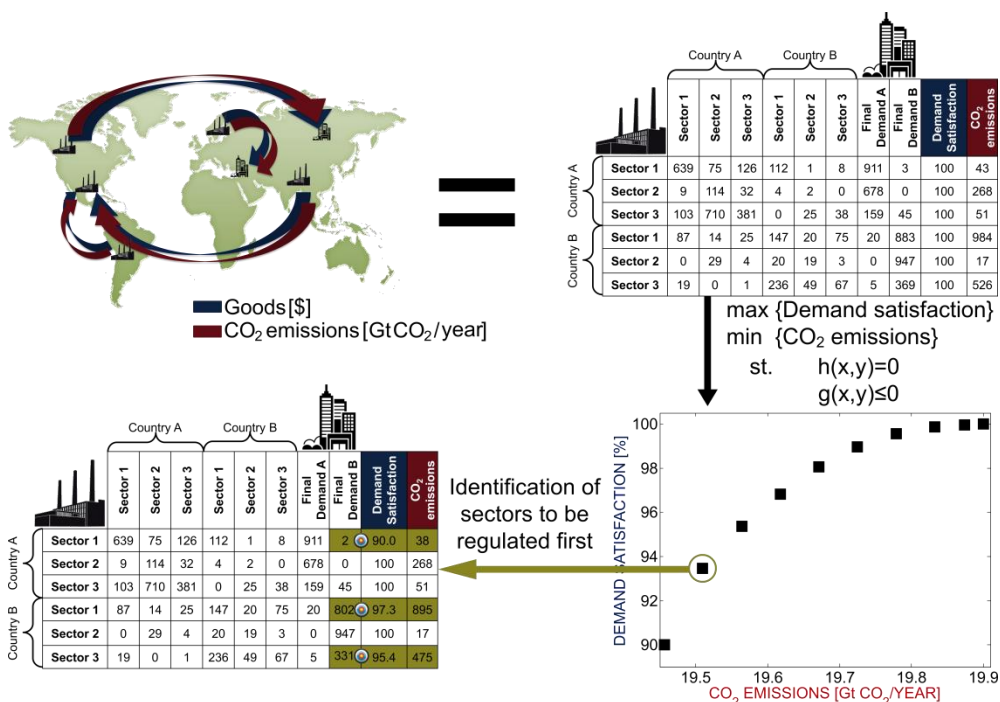 Goods [$]
CO₂ emissions [Gt CO₂/year]
Country A Country B
Sector 1 Sector 2 Sector 3 Sector 1 Sector 2 Sector 3 Final Demand A Final Demand B Demand Satisfaction CO₂ emissions
Country A
Sector 1 639 75 126 112 1 8 911 3 100 43
Sector 2 9 114 32 4 2 0 678 0 100 268
Sector 3 103 710 381 0 25 38 159 45 100 51
Country B
Sector 1 87 14 25 147 20 75 20 883 100 984
Sector 2 0 29 4 20 19 3 0 947 100 17
Sector 3 19 0 1 236 49 67 5 369 100 526
max {Demand satisfaction}
min {CO₂ emissions}
st. h(x,y)=0
g(x,y)≤0
DEMAND SATISFACTION [%]
100
98
96
94
92
90
19.5 19.6 19.7 19.8 19.9
CO₂ EMISSIONS [Gt CO₂/YEAR]
Identification of
sectors to be
regulated first
Country A Country B
Sector 1 Sector 2 Sector 3 Sector 1 Sector 2 Sector 3 Final Demand A Final Demand B Demand Satisfaction CO₂ emissions
Country A
Sector 1 639 75 126 112 1 8 911 2 90.0 38
Sector 2 9 114 32 4 2 0 678 0 100 268
Sector 3 103 710 381 0 25 38 159 45 100 51
Country B
Sector 1 87 14 25 147 20 75 20 802 97.3 895
Sector 2 0 29 4 20 19 3 0 947 100 17
Sector 3 19 0 1 236 49 67 5 331 95.4 475